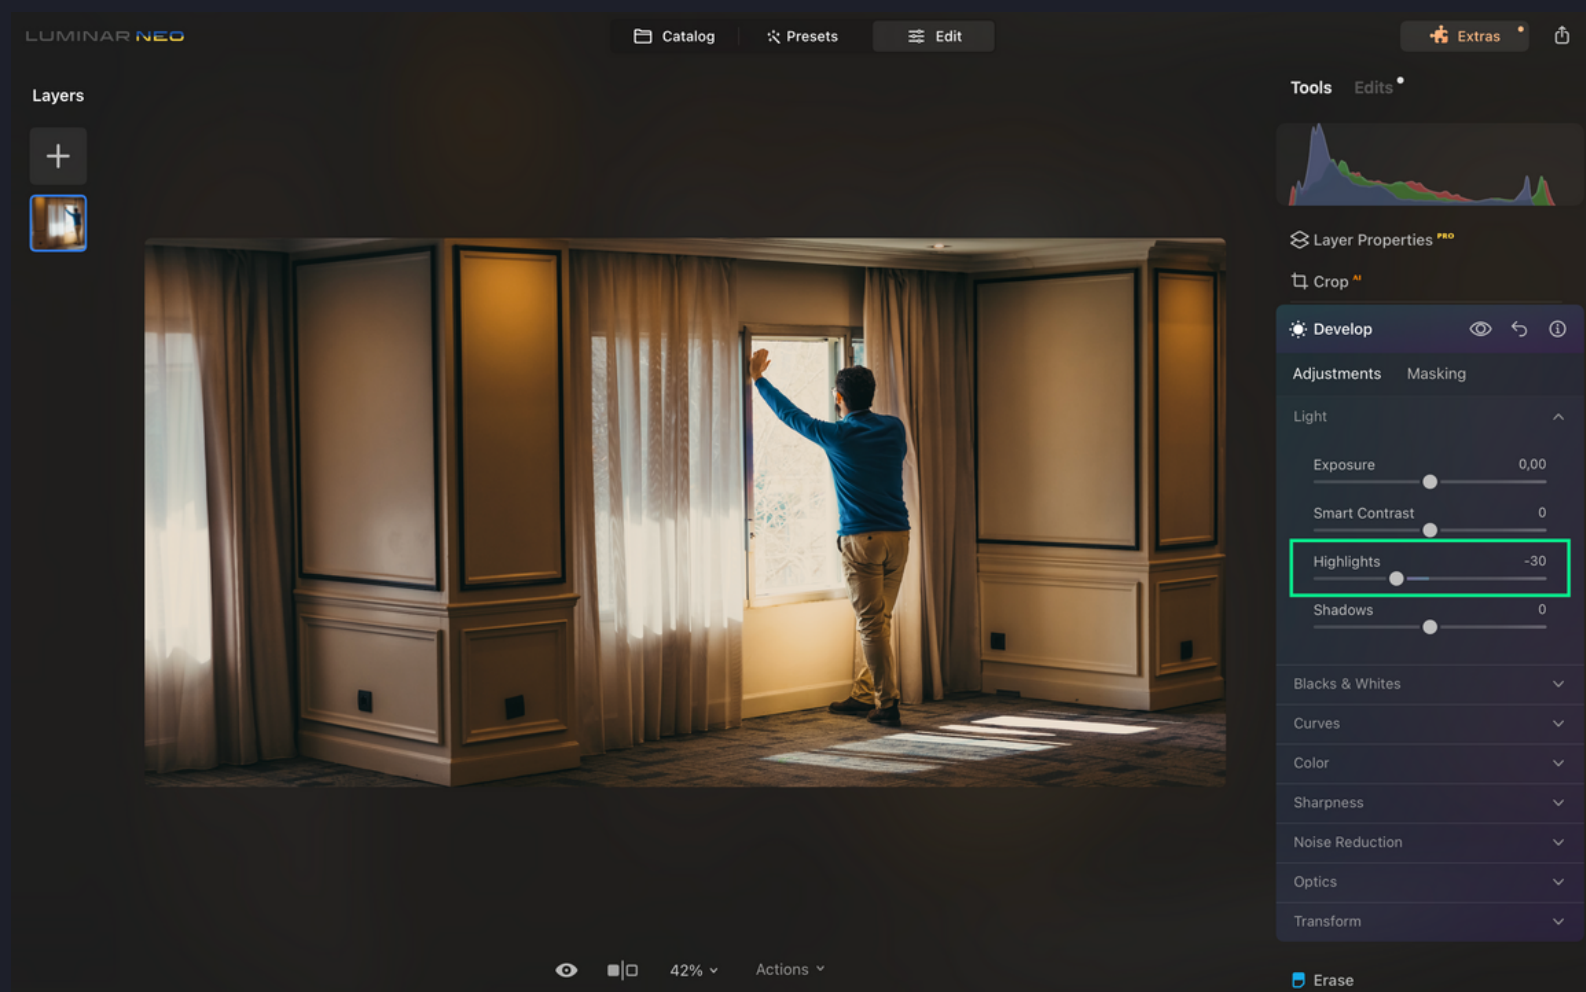 LUMINAR NEO
Catalog
Presets
Edit
Extras
Layers
Tools
Edits
Layer Properties PRO
Crop AI
Develop
Adjustments
Masking
Light
Exposure 0,00
Smart Contrast 0
Highlights -30
Shadows 0
Blacks & Whites
Curves
Color
Sharpness
Noise Reduction
Optics
Transform
42%
Actions
Erase